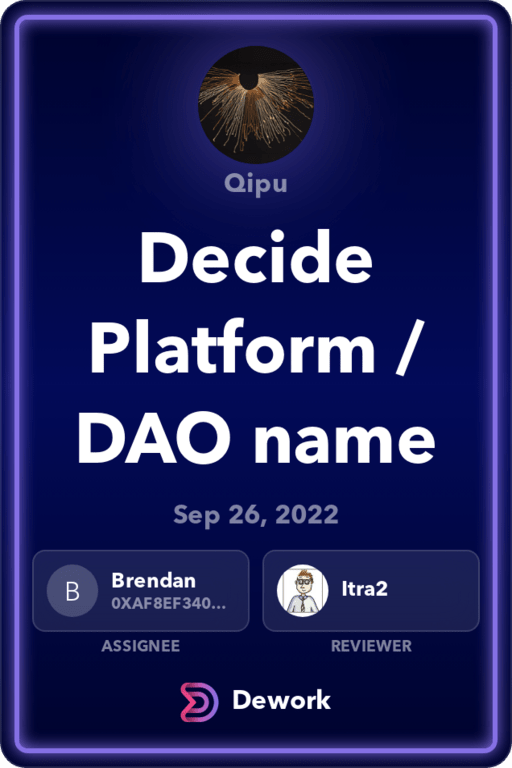 Qipu
Decide
Platform /
DAO name
Sep 26, 2022
B
Brendan
0XAF8EF340...
ASSIGNEE
Itra2
REVIEWER
Dework